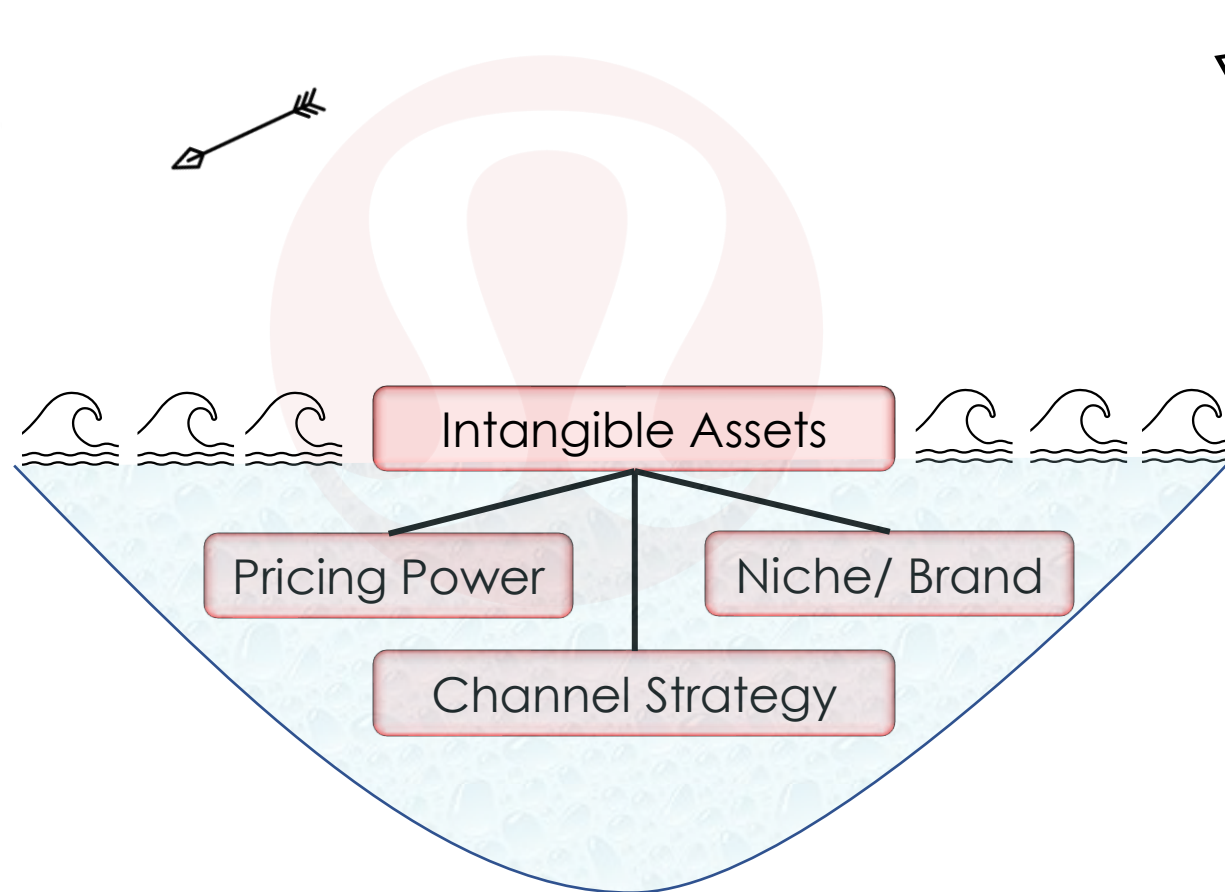 Intangible Assets
Pricing Power
Niche/ Brand
Channel Strategy